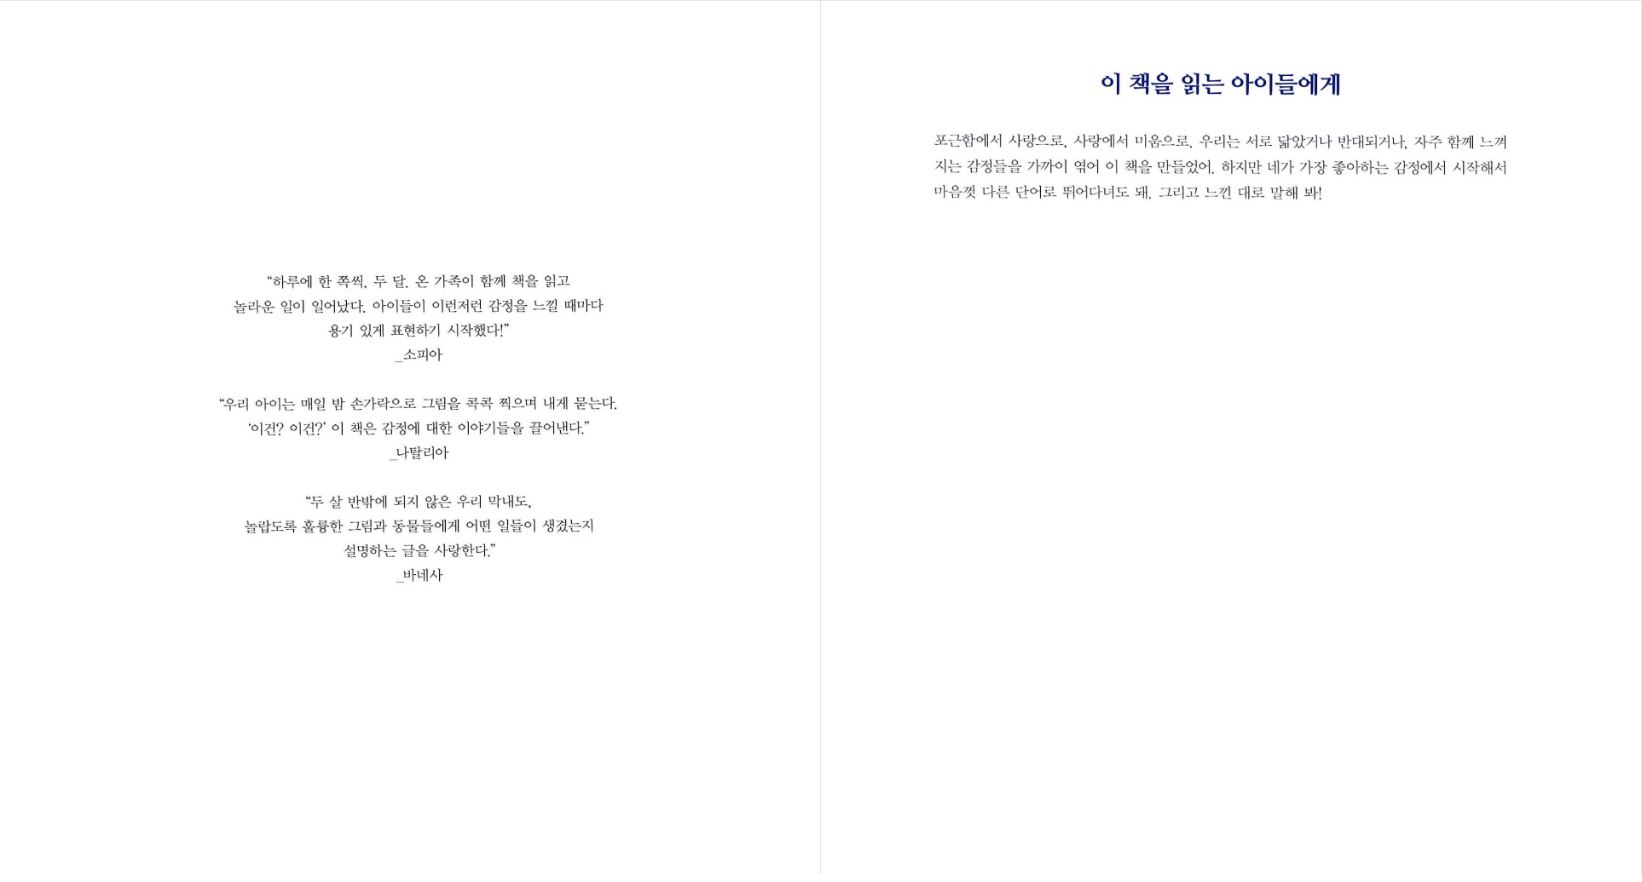 “하루에 한 쪽씩, 두 달. 온 가족이 함께 책을 읽고
놀라운 일이 일어났다. 아이들이 이런저런 감정을 느낄 때마다
용기 있게 표현하기 시작했다!”
_소피아
“우리 아이는 매일 밤 손가락으로 그림을 콕콕 찍으며 내게 묻는다.
‘이건? 이건?’ 이 책은 감정에 대한 이야기들을 끌어낸다.”
_나탈리아
“두 살 반밖에 되지 않은 우리 막내도,
놀랍도록 훌륭한 그림과 동물들에게 어떤 일들이 생겼는지
설명하는 글을 사랑한다.”
_바네사
이 책을 읽는 아이들에게
포근함에서 사랑으로, 사랑에서 미움으로. 우리는 서로 닮았거나 반대되거나, 자주 함께 느껴
지는 감정들을 가까이 엮어 이 책을 만들었어. 하지만 네가 가장 좋아하는 감정에서 시작해서
마음껏 다른 단어로 뛰어다녀도 돼. 그리고 느낀 대로 말해 봐!